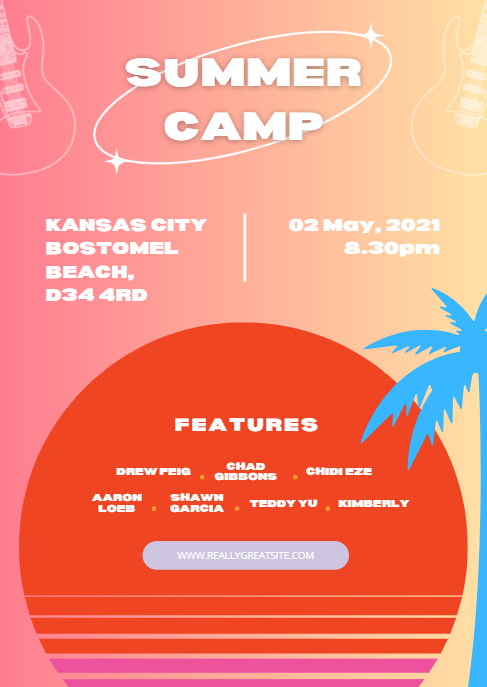 SUMMER
CAMP
KANSAS CITY
BOSTOMEL
BEACH,
D34 4RD
02 May, 2021
8.30pm
FEATURES
DREW FEIG • CHAD GIBBONS • CHIDI EZE
AARON LOEB • SHAWN GARCIA • TEDDY YU • KIMBERLY
WWW.REALLYGREATSITE.COM